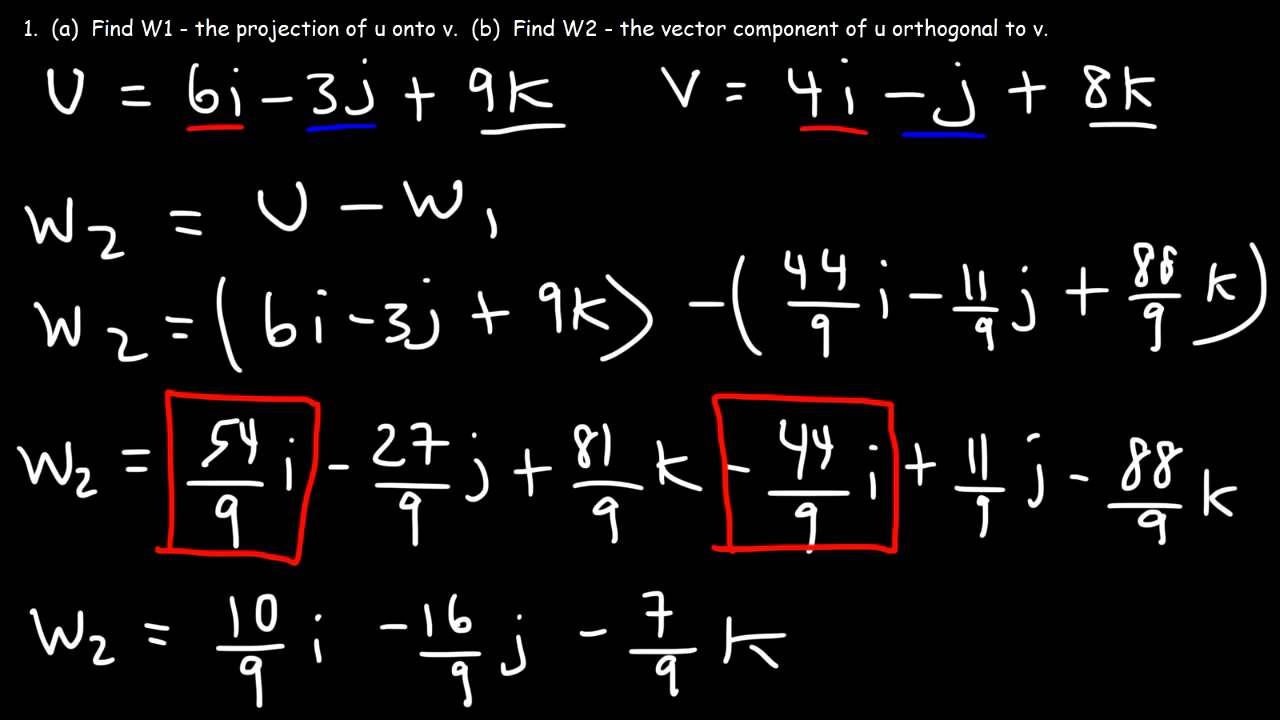 1. (a) Find W1 - the projection of u onto v. (b) Find W2 - the vector component of u orthogonal to v.
U = 6i - 3j + 9k V = 4i - j + 8k
W₂ = U - W₁
W₂ = (6i - 3j + 9k) - (44/9 i - 11/9 j + 88/9 k)
W₂ = 54/9 i - 27/9 j + 81/9 k - 44/9 i + 11/9 j - 88/9 k
W₂ = 10/9 i - 16/9 j - 7/9 k